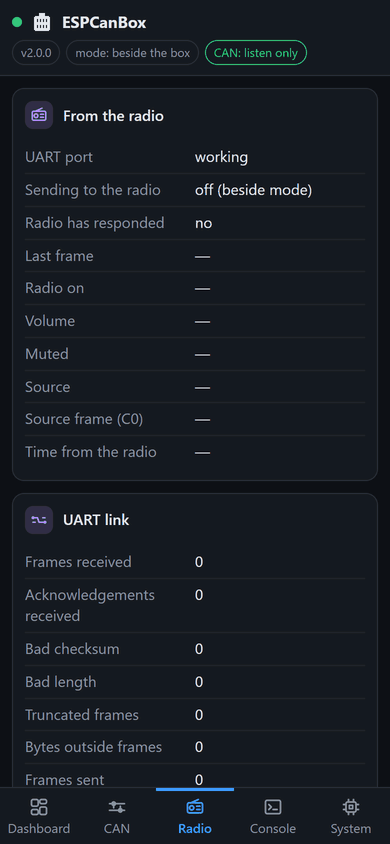 ESPCanBox
v2.0.0 mode: beside the box CAN: listen only
From the radio
UART port working
Sending to the radio off (beside mode)
Radio has responded no
Last frame —
Radio on —
Volume —
Muted —
Source —
Source frame (C0) —
Time from the radio —
UART link
Frames received 0
Acknowledgements 0
received
Bad checksum 0
Bad length 0
Truncated frames 0
Bytes outside frames 0
Frames sent 0
Dashboard CAN Radio Console System